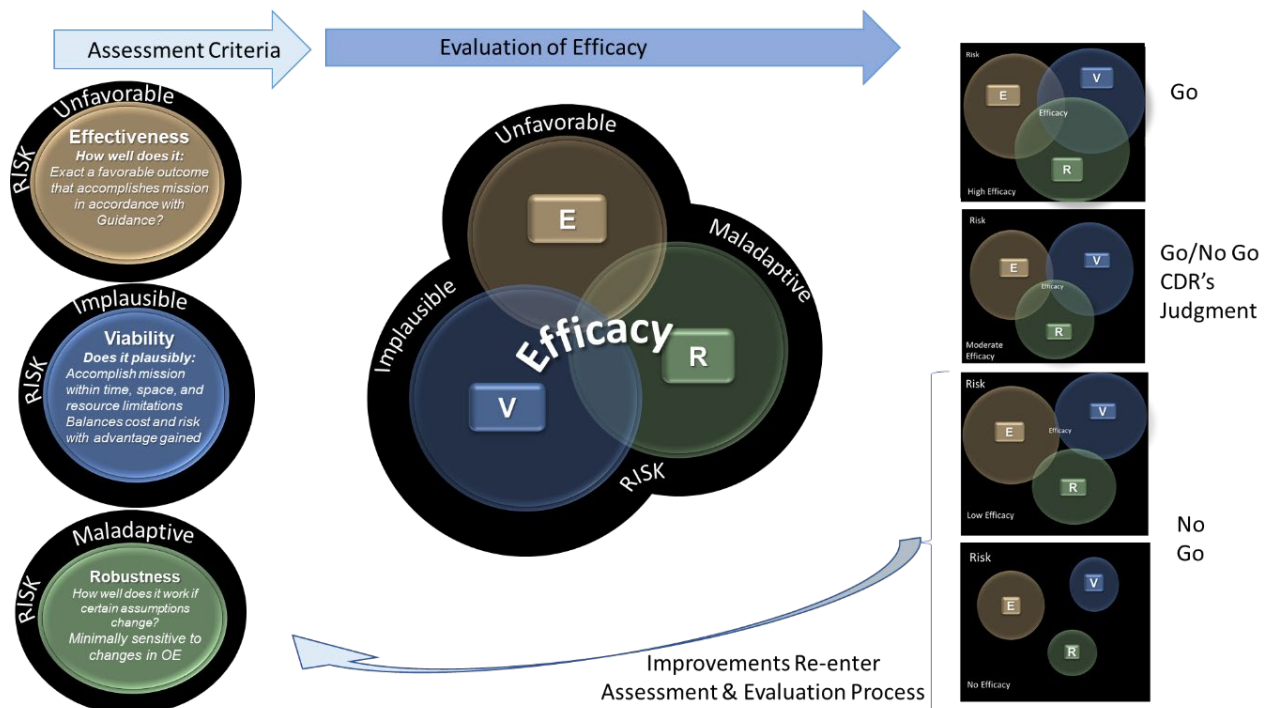 Assessment Criteria
Evaluation of Efficacy
Unfavorable
RISK
Effectiveness
How well does it:
Exact a favorable outcome
that accomplishes mission
in accordance with
Guidance?
Implausible
RISK
Viability
Does it plausibly:
Accomplish mission
within time, space, and
resource limitations
Balances cost and risk
with advantage gained
Maladaptive
RISK
Robustness
How well does it work if
certain assumptions
change?
Minimally sensitive to
changes in OE
Unfavorable
Maladaptive
Implausible
RISK
E
Efficacy
R
V
Risk
E
V
Efficacy
R
High Efficacy
Go
Risk
E
V
Efficacy
R
Moderate
Efficacy
Go/No Go
CDR's
Judgment
Risk
E
V
Efficacy
R
Low Efficacy
Risk
E
V
R
No Efficacy
No
Go
Improvements Re-enter
Assessment & Evaluation Process